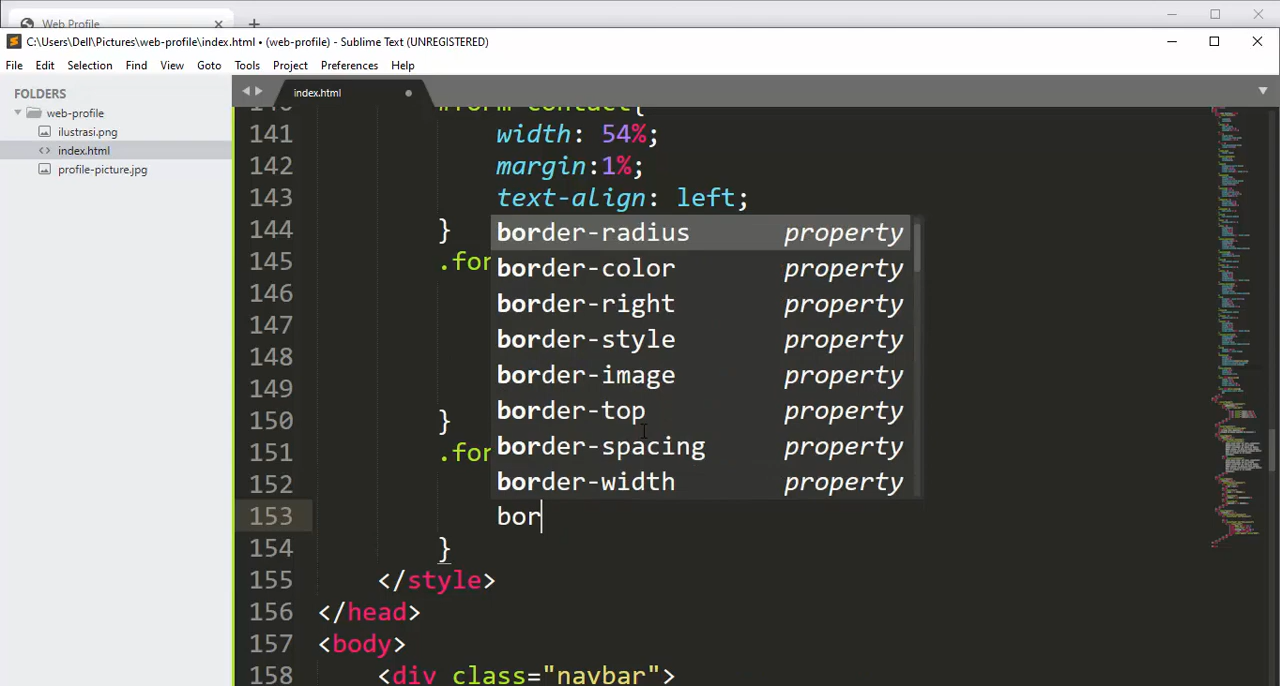 Web Profile
C:\Users\Dell\Pictures\web-profile\index.html • (web-profile) - Sublime Text (UNREGISTERED)
File Edit Selection Find View Goto Tools Project Preferences Help
FOLDERS
web-profile
ilustrasi.png
index.html
profile-picture.jpg
index.html
140 #form-contact{
141 width: 54%;
142 margin:1%;
143 text-align: left;
144 }
145 .for
146
147
148
149
150 }
151 .for
152
153 bor
154 }
155 </style>
156 </head>
157 <body>
158 <div class="navbar">
border-radius property
border-color property
border-right property
border-style property
border-image property
border-top property
border-spacing property
border-width property